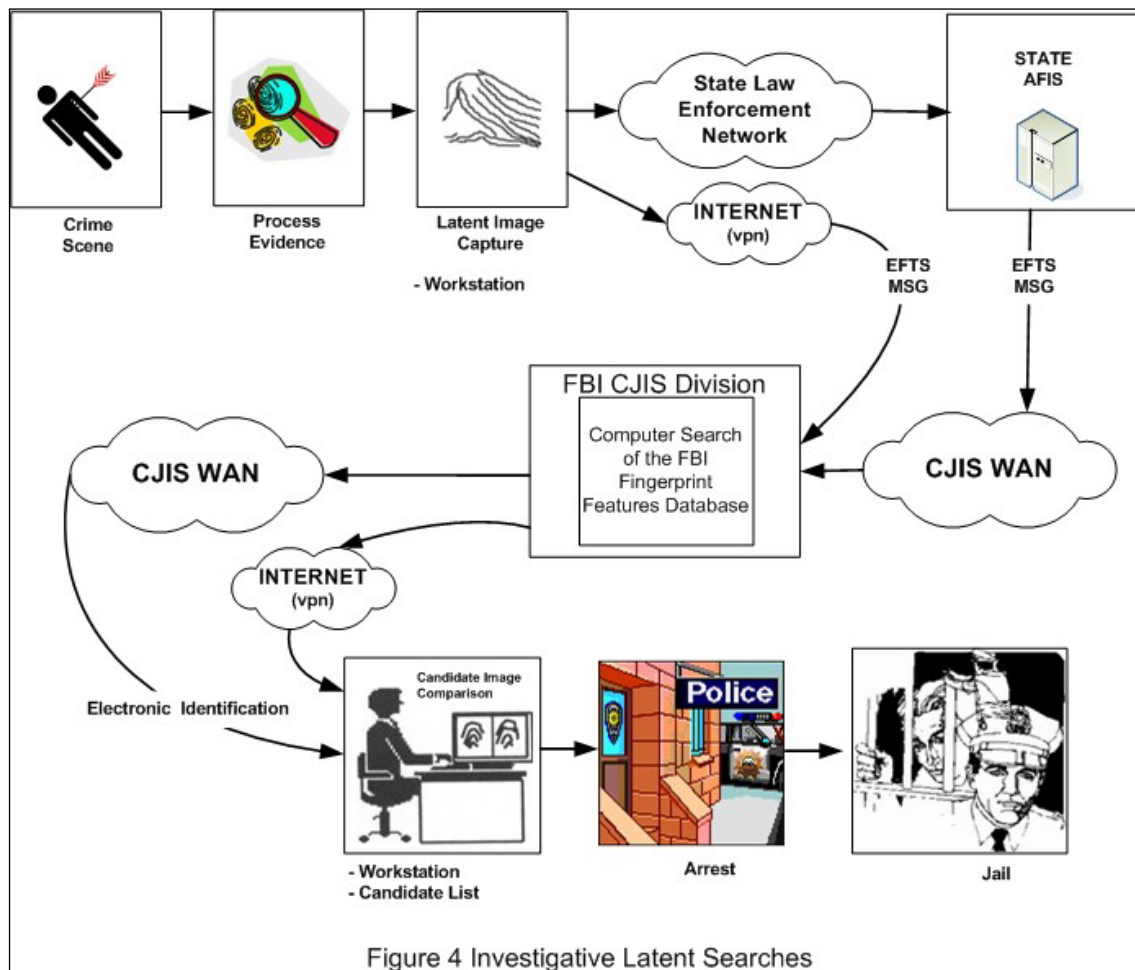 Crime
Scene
Process
Evidence
Latent Image
Capture
- Workstation
State Law
Enforcement
Network
STATE
AFIS
INTERNET
(vpn)
EFTS
MSG
EFTS
MSG
FBI CJIS Division
Computer Search
of the FBI
Fingerprint
Features Database
CJIS WAN
CJIS WAN
INTERNET
(vpn)
Electronic Identification
Candidate Image
Comparison
- Workstation
- Candidate List
Police
Arrest
Jail
Figure 4 Investigative Latent Searches